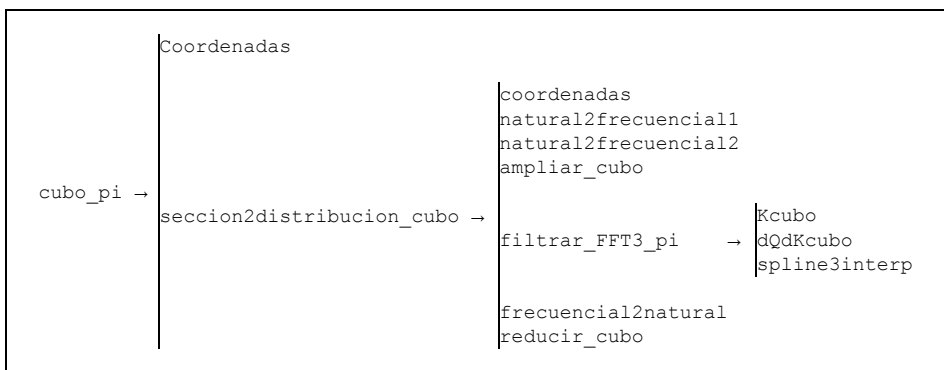 Coordenadas
coordenadas
natural2frecuencial1
natural2frecuencial2
ampliar_cubo
cubo_pi →
seccion2distribucion_cubo →
Kcubo
filtrar_FFT3_pi → dQdKcubo
spline3interp
frecuencial2natural
reducir_cubo